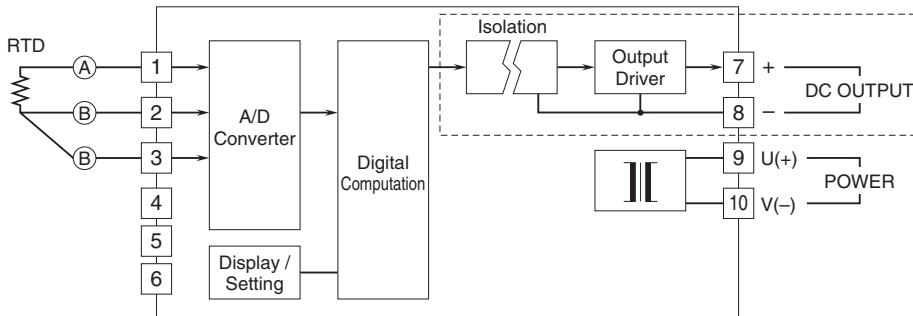 Isolation
RTD
A
1
B
2
B
3
4
5
6
A/D
Converter
Display /
Setting
Digital
Computation
Output
Driver
7 +
8 −
DC OUTPUT
9 U(+)
10 V(–)
POWER